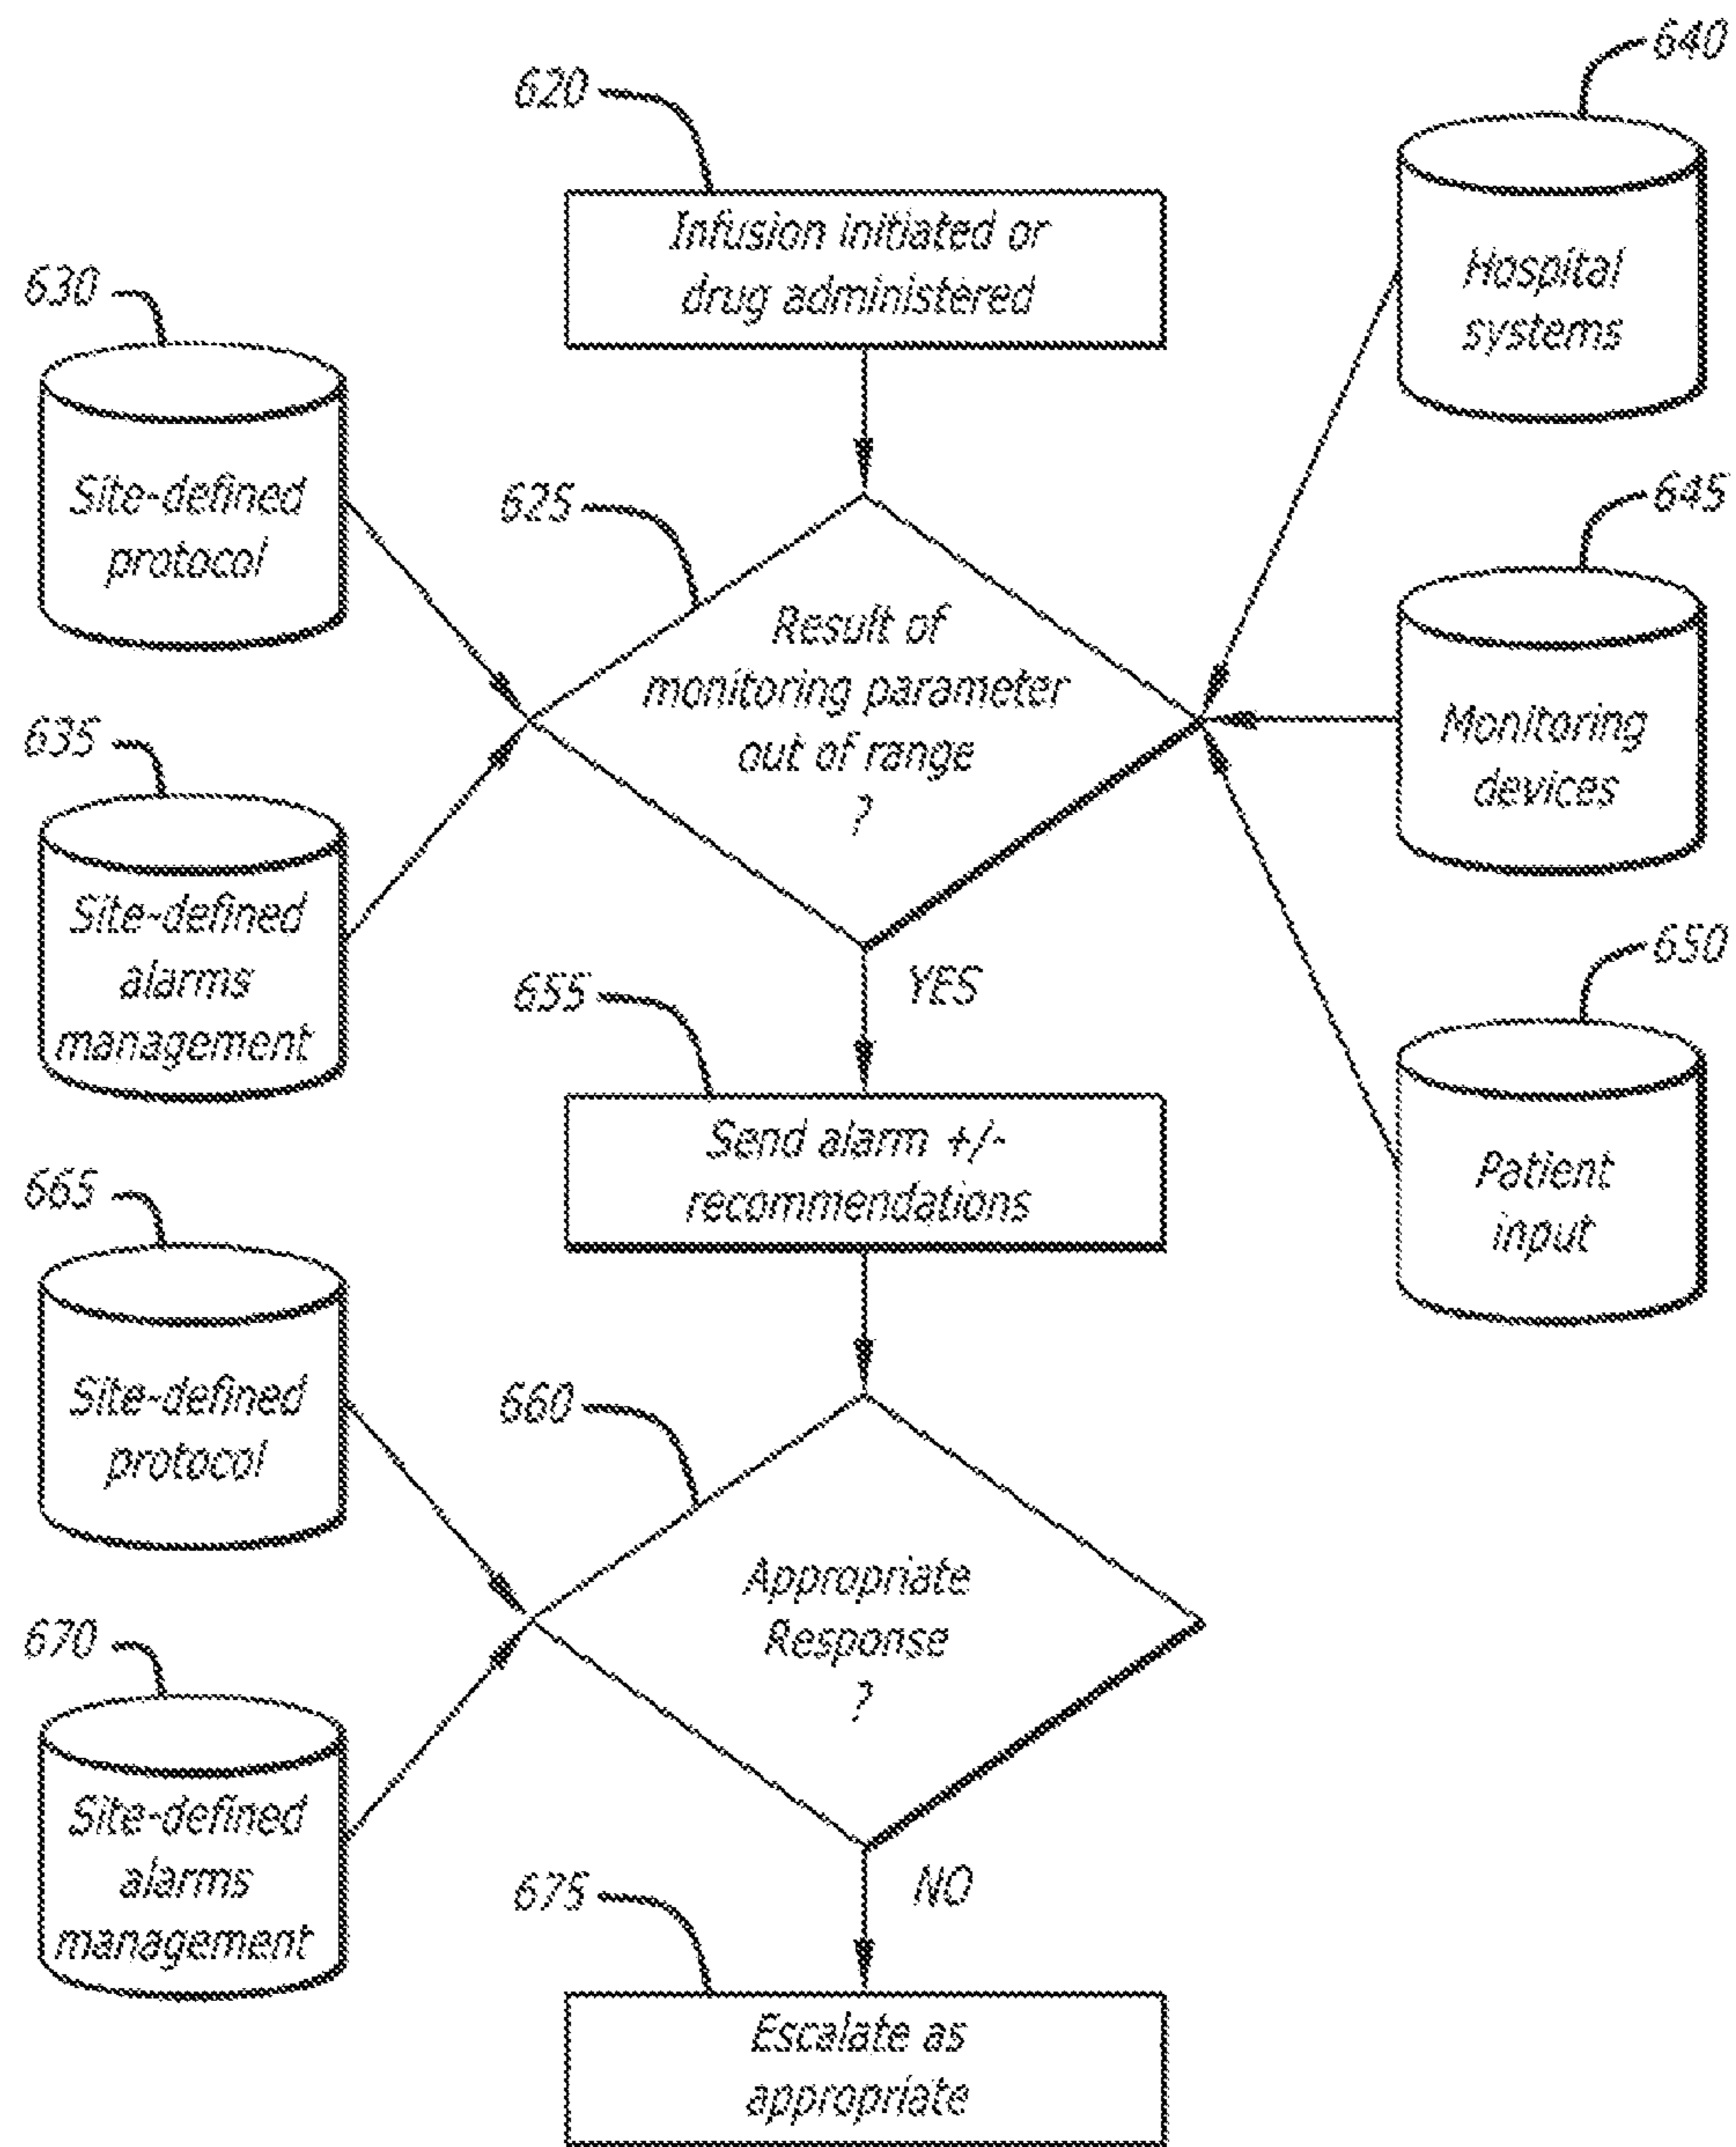 640
620
Infusion initiated or
drug administered
Hospital
systems
630
Site-defined
protocol
645
625
Result of
monitoring parameter
out of range
?
Monitoring
devices
635
Site-defined
alarms
management
650
YES
655
Send alarm +/-
recommendations
Patient
input
665
Site-defined
protocol
660
Appropriate
Response
?
670
Site-defined
alarms
management
NO
675
Escalate as
appropriate